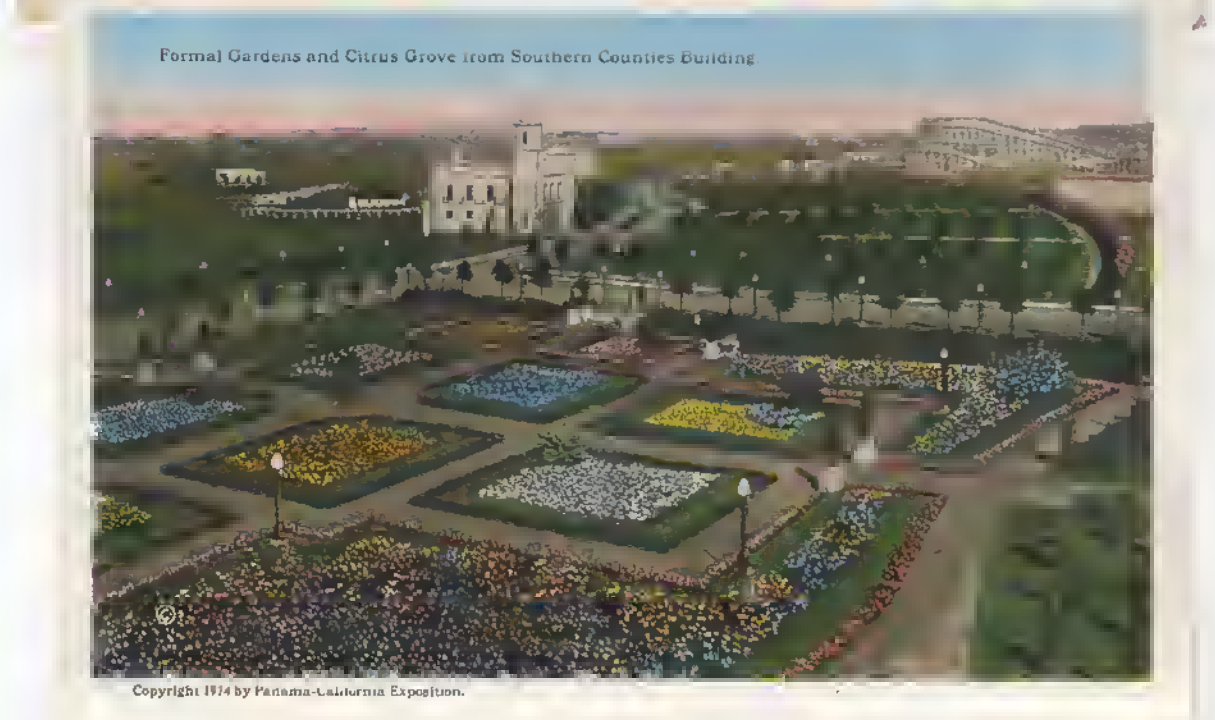 Formal Gardens and Citrus Grove from Southern Counties Building
©
Copyright 1914 by Panama-California Exposition.